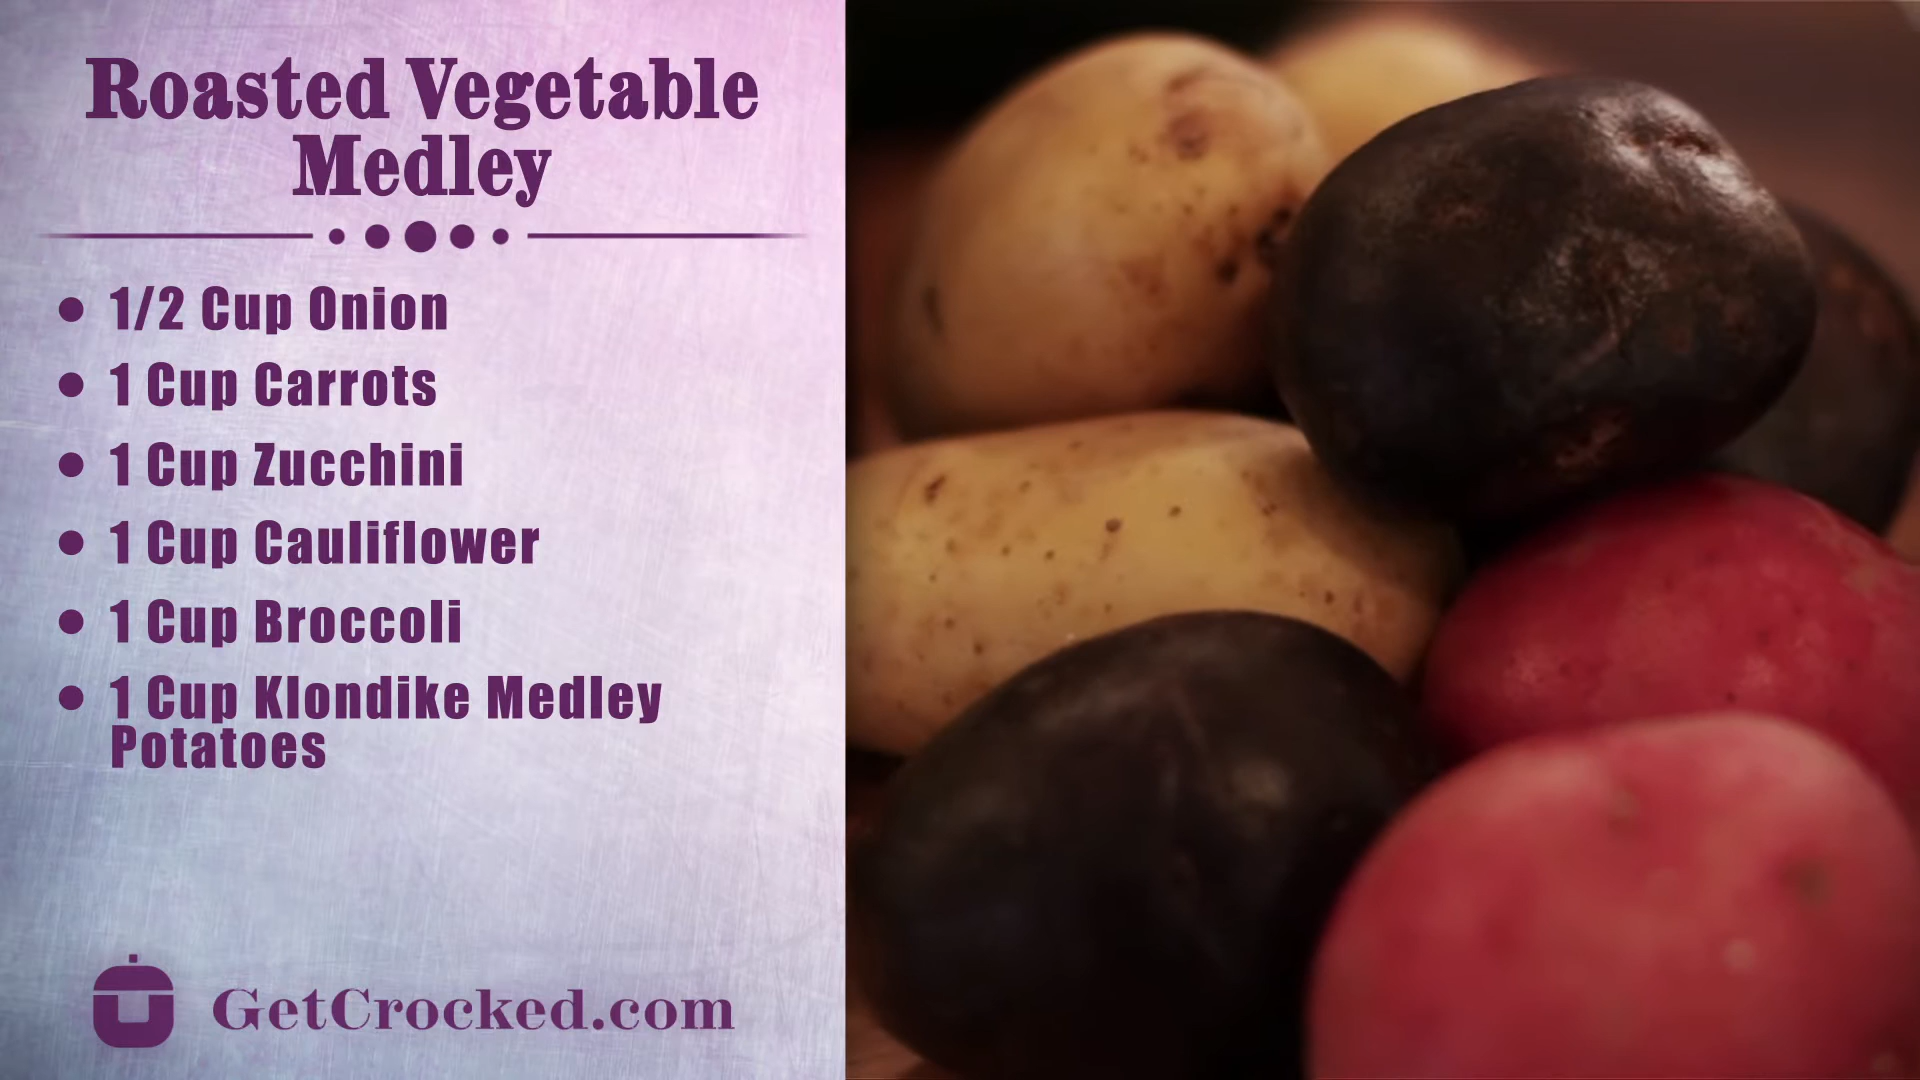 Roasted Vegetable
Medley
• 1/2 Cup Onion
• 1 Cup Carrots
• 1 Cup Zucchini
• 1 Cup Cauliflower
• 1 Cup Broccoli
• 1 Cup Klondike Medley
Potatoes
GetCrocked.com